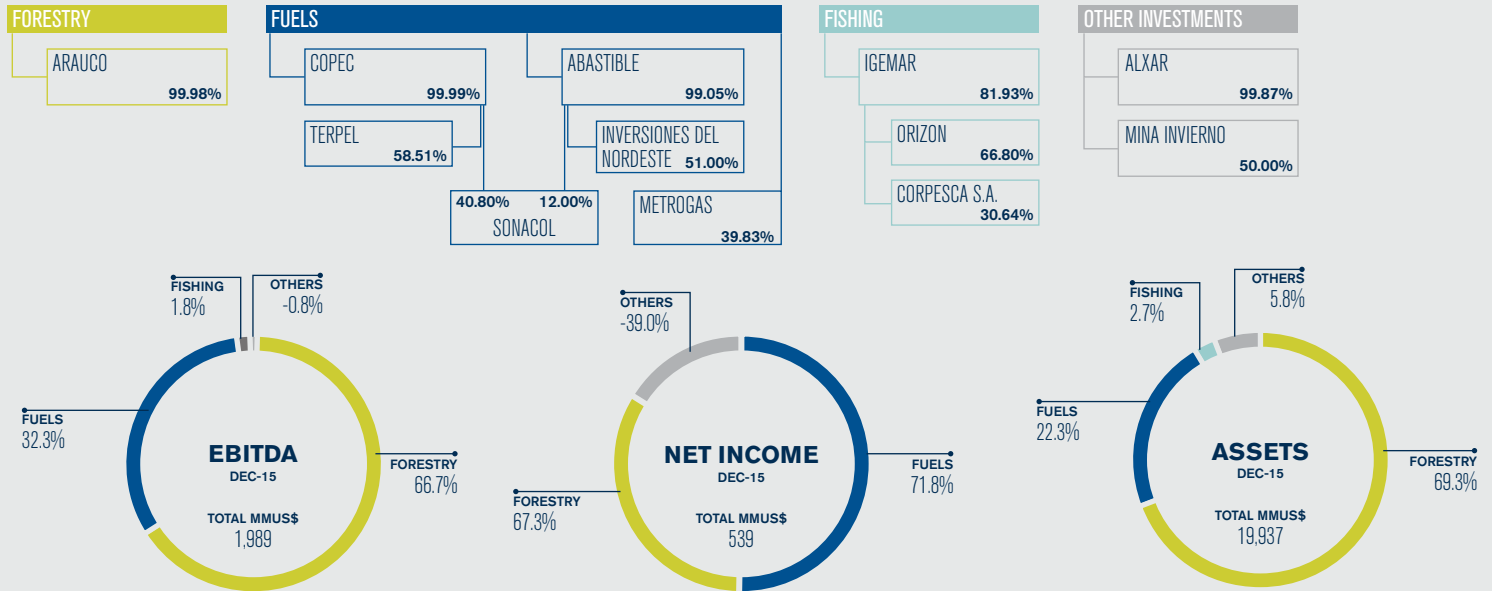 FORESTRY
ARAUCO
99.98%
FUELS
COPEC
99.99%
TERPEL
58.51%
ABASTIBLE
99.05%
INVERSIONES DEL
NORDESTE 51.00%
40.80% 12.00%
SONACOL
METROGAS
39.83%
FISHING
IGEMAR
81.93%
ORIZON
66.80%
CORPESCA S.A.
30.64%
OTHER INVESTMENTS
ALXAR
99.87%
MINA INVIERNO
50.00%
FISHING
1.8%
OTHERS
-0.8%
FUELS
32.3%
EBITDA
DEC-15
TOTAL MMUS$
1,989
FORESTRY
66.7%
OTHERS
-39.0%
FORESTRY
67.3%
NET INCOME
DEC-15
TOTAL MMUS$
539
FUELS
71.8%
FISHING
2.7%
OTHERS
5.8%
FUELS
22.3%
ASSETS
DEC-15
TOTAL MMUS$
19,937
FORESTRY
69.3%